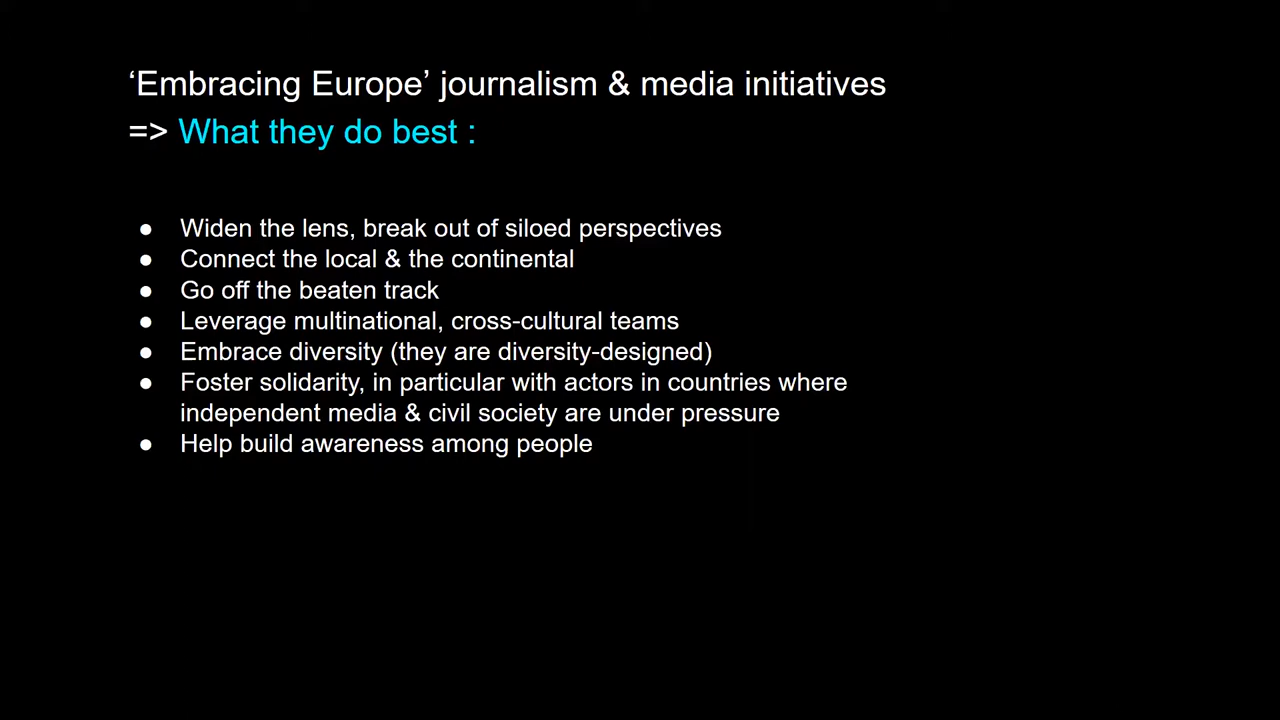 ‘Embracing Europe’ journalism & media initiatives
=> What they do best :
● Widen the lens, break out of siloed perspectives
● Connect the local & the continental
● Go off the beaten track
● Leverage multinational, cross-cultural teams
● Embrace diversity (they are diversity-designed)
● Foster solidarity, in particular with actors in countries where
independent media & civil society are under pressure
● Help build awareness among people